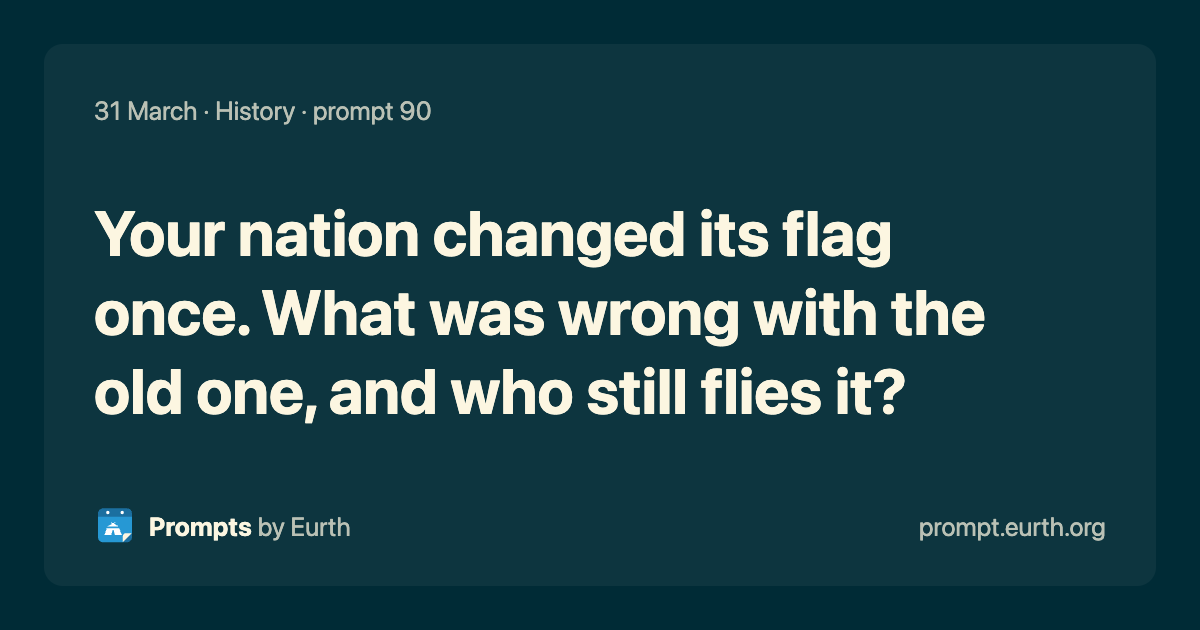 31 March · History · prompt 90
Your nation changed its flag
once. What was wrong with the
old one, and who still flies it?
Prompts by Eurth
prompt.eurth.org